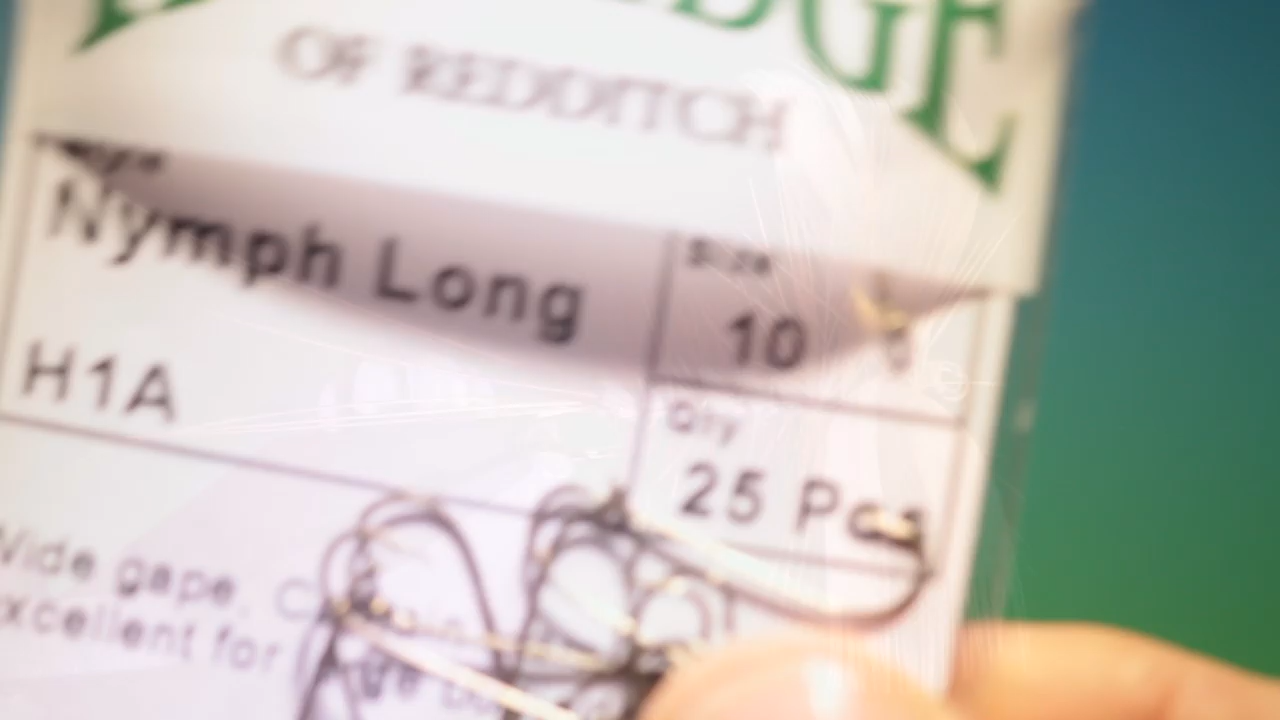 OF REDDITCH
Nymph Long
Size
10
H1A
Qty
25 Pcs
Wide gape.
excellent for